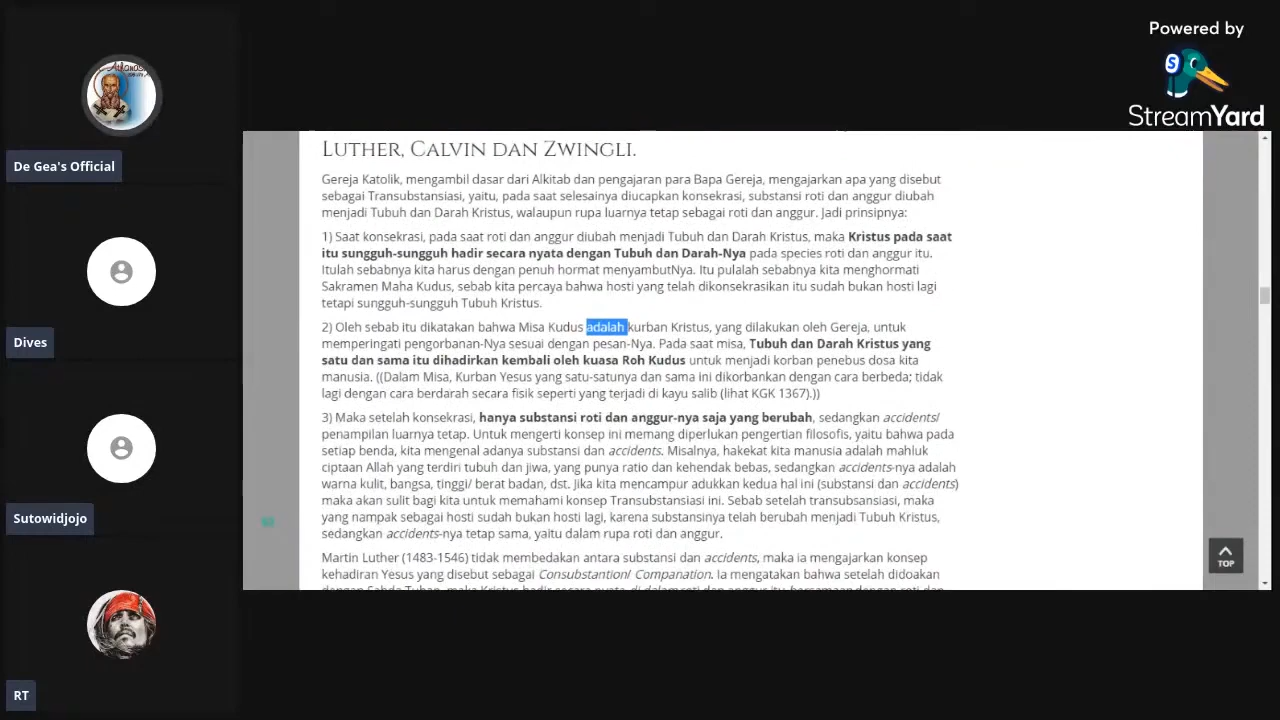 Powered by
StreamYard
De Gea's Official
Dives
Sutowidjojo
RT
LUTHER, CALVIN DAN ZWINGLI.
Gereja Katolik, mengambil dasar dari Alkitab dan pengajaran para Bapa Gereja, mengajarkan apa yang disebut
sebagai Transubstansiasi, yaitu, pada saat selesainya diucapkan konsekrasi, substansi roti dan anggur diubah
menjadi Tubuh dan Darah Kristus, walaupun rupa luarnya tetap sebagai roti dan anggur. Jadi prinsipnya:
1) Saat konsekrasi, pada saat roti dan anggur diubah menjadi Tubuh dan Darah Kristus, maka Kristus pada saat
itu sungguh-sungguh hadir secara nyata dengan Tubuh dan Darah-Nya pada species roti dan anggur itu.
Itulah sebabnya kita harus dengan penuh hormat menyambutNya. Itu pulalah sebabnya kita menghormati
Sakramen Maha Kudus, sebab kita percaya bahwa hosti yang telah dikonsekrasikan itu sudah bukan hosti lagi
tetapi sungguh-sungguh Tubuh Kristus.
2) Oleh sebab itu dikatakan bahwa Misa Kudus adalah kurban Kristus, yang dilakukan oleh Gereja, untuk
memperingati pengorbanan-Nya sesuai dengan pesan-Nya. Pada saat misa, Tubuh dan Darah Kristus yang
satu dan sama itu dihadirkan kembali oleh kuasa Roh Kudus untuk menjadi korban penebus dosa kita
manusia. ((Dalam Misa, Kurban Yesus yang satu-satunya dan sama ini dikorbankan dengan cara berbeda; tidak
lagi dengan cara berdarah secara fisik seperti yang terjadi di kayu salib (lihat KGK 1367).))
3) Maka setelah konsekrasi, hanya substansi roti dan anggur-nya saja yang berubah, sedangkan accidents/
penampilan luarnya tetap. Untuk mengerti konsep ini memang diperlukan pengertian filosofis, yaitu bahwa pada
setiap benda, kita mengenal adanya substansi dan accidents. Misalnya, hakekat kita manusia adalah mahluk
ciptaan Allah yang terdiri tubuh dan jiwa, yang punya ratio dan kehendak bebas, sedangkan accidents-nya adalah
warna kulit, bangsa, tinggi/ berat badan, dst. Jika kita mencampur adukkan kedua hal ini (substansi dan accidents)
maka akan sulit bagi kita untuk memahami konsep Transubstansiasi ini. Sebab setelah transubsansiasi, maka
yang nampak sebagai hosti sudah bukan hosti lagi, karena substansinya telah berubah menjadi Tubuh Kristus,
sedangkan accidents-nya tetap sama, yaitu dalam rupa roti dan anggur.
Martin Luther (1483-1546) tidak membedakan antara substansi dan accidents, maka ia mengajarkan konsep
kehadiran Yesus yang disebut sebagai Consubstantion/ Companation. Ia mengatakan bahwa setelah didoakan
TOP